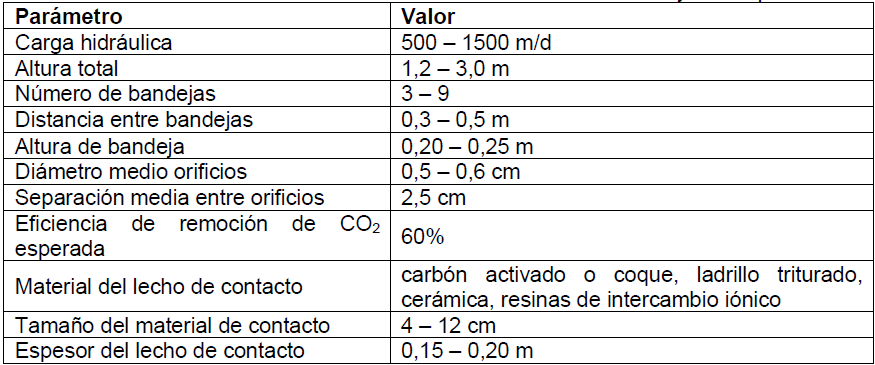 Parámetro Valor
Carga hidráulica 500 – 1500 m/d
Altura total 1,2 – 3,0 m
Número de bandejas 3 – 9
Distancia entre bandejas 0,3 – 0,5 m
Altura de bandeja 0,20 – 0,25 m
Diámetro medio orificios 0,5 – 0,6 cm
Separación media entre orificios 2,5 cm
Eficiencia de remoción de CO₂
esperada 60%
Material del lecho de contacto carbón activado o coque, ladrillo triturado,
cerámica, resinas de intercambio iónico
Tamaño del material de contacto 4 – 12 cm
Espesor del lecho de contacto 0,15 – 0,20 m